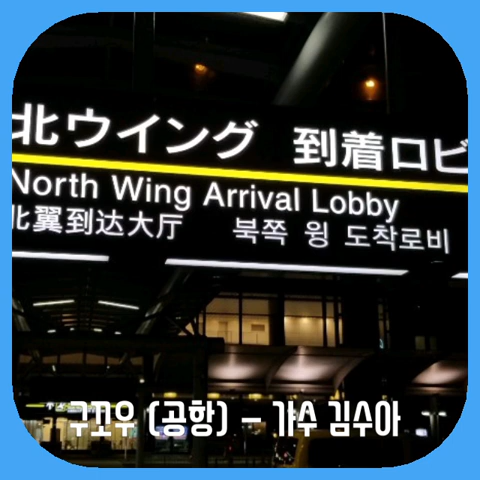 北ウイング 到着ロビ
North Wing Arrival Lobby
北翼到达大厅 북쪽 윙 도착로비
구꼬우 (공항) - 가수 김수아